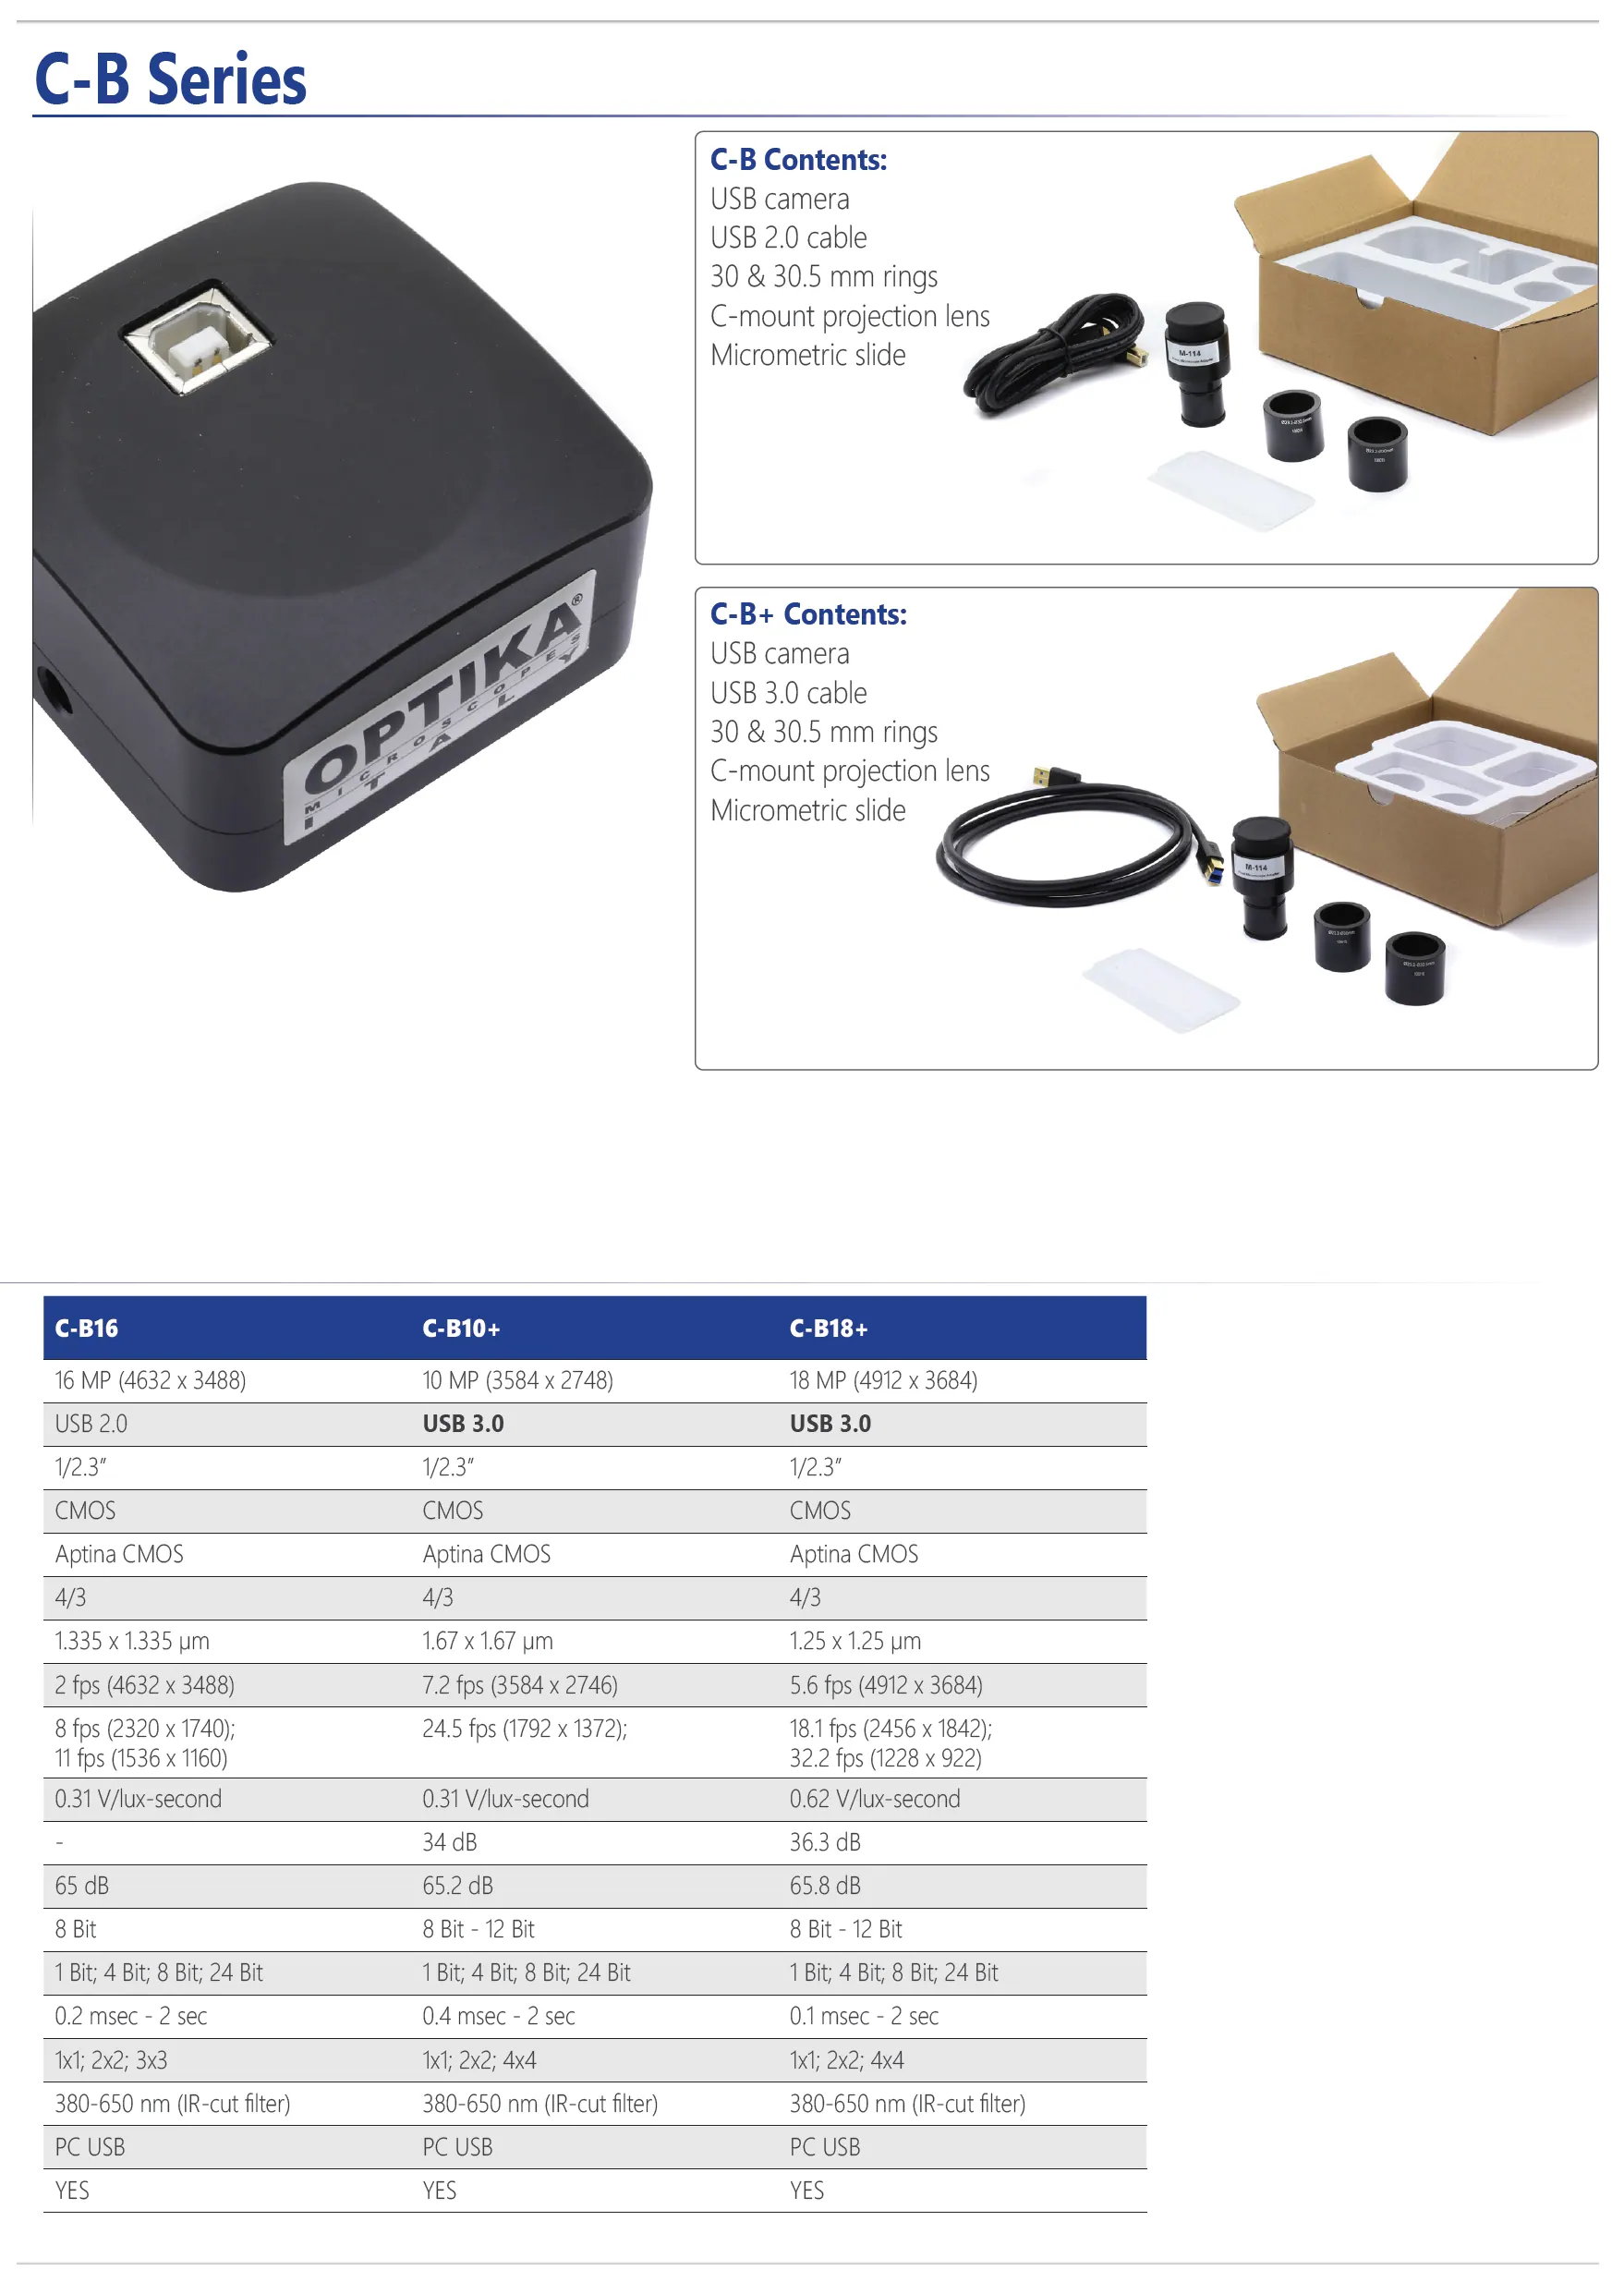 C-B Series
C-B Contents:
USB camera
USB 2.0 cable
30 & 30.5 mm rings
C-mount projection lens
Micrometric slide
M-114
OPTIKA®
MICROSCOPES
ITALY
C-B+ Contents:
USB camera
USB 3.0 cable
30 & 30.5 mm rings
C-mount projection lens
Micrometric slide
M-114
C-B16 C-B10+ C-B18+
16 MP (4632 x 3488) 10 MP (3584 x 2748) 18 MP (4912 x 3684)
USB 2.0 USB 3.0 USB 3.0
1/2.3” 1/2.3” 1/2.3”
CMOS CMOS CMOS
Aptina CMOS Aptina CMOS Aptina CMOS
4/3 4/3 4/3
1.335 x 1.335 µm 1.67 x 1.67 µm 1.25 x 1.25 µm
2 fps (4632 x 3488) 7.2 fps (3584 x 2746) 5.6 fps (4912 x 3684)
8 fps (2320 x 1740); 24.5 fps (1792 x 1372); 18.1 fps (2456 x 1842);
11 fps (1536 x 1160) 32.2 fps (1228 x 922)
0.31 V/lux-second 0.31 V/lux-second 0.62 V/lux-second
- 34 dB 36.3 dB
65 dB 65.2 dB 65.8 dB
8 Bit 8 Bit - 12 Bit 8 Bit - 12 Bit
1 Bit; 4 Bit; 8 Bit; 24 Bit 1 Bit; 4 Bit; 8 Bit; 24 Bit 1 Bit; 4 Bit; 8 Bit; 24 Bit
0.2 msec - 2 sec 0.4 msec - 2 sec 0.1 msec - 2 sec
1x1; 2x2; 3x3 1x1; 2x2; 4x4 1x1; 2x2; 4x4
380-650 nm (IR-cut filter) 380-650 nm (IR-cut filter) 380-650 nm (IR-cut filter)
PC USB PC USB PC USB
YES YES YES